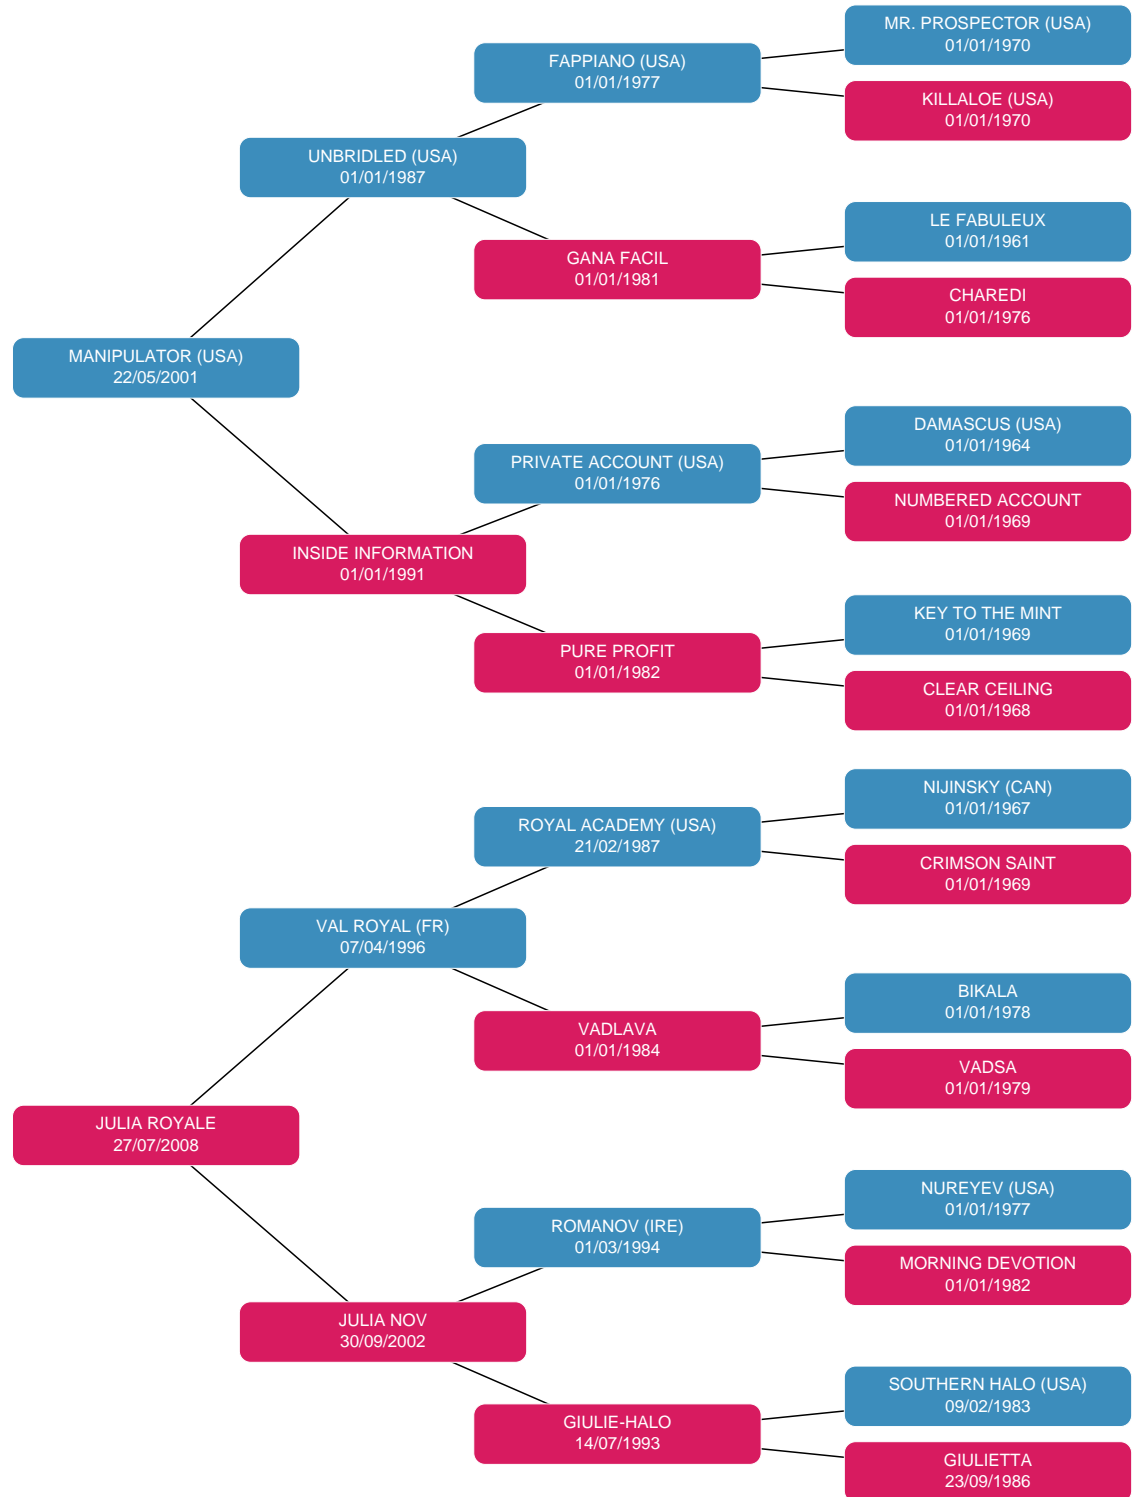 MR. PROSPECTOR (USA)
01/01/1970
FAPPIANO (USA)
01/01/1977
KILLALOE (USA)
01/01/1970
UNBRIDLED (USA)
01/01/1987
LE FABULEUX
01/01/1961
GANA FACIL
01/01/1981
CHAREDI
01/01/1976
MANIPULATOR (USA)
22/05/2001
DAMASCUS (USA)
01/01/1964
PRIVATE ACCOUNT (USA)
01/01/1976
NUMBERED ACCOUNT
01/01/1969
INSIDE INFORMATION
01/01/1991
KEY TO THE MINT
01/01/1969
PURE PROFIT
01/01/1982
CLEAR CEILING
01/01/1968
NIJINSKY (CAN)
01/01/1967
ROYAL ACADEMY (USA)
21/02/1987
CRIMSON SAINT
01/01/1969
VAL ROYAL (FR)
07/04/1996
BIKALA
01/01/1978
VADLAVA
01/01/1984
VADSA
01/01/1979
JULIA ROYALE
27/07/2008
NUREYEV (USA)
01/01/1977
ROMANOV (IRE)
01/03/1994
MORNING DEVOTION
01/01/1982
JULIA NOV
30/09/2002
SOUTHERN HALO (USA)
09/02/1983
GIULIE-HALO
14/07/1993
GIULIETTA
23/09/1986